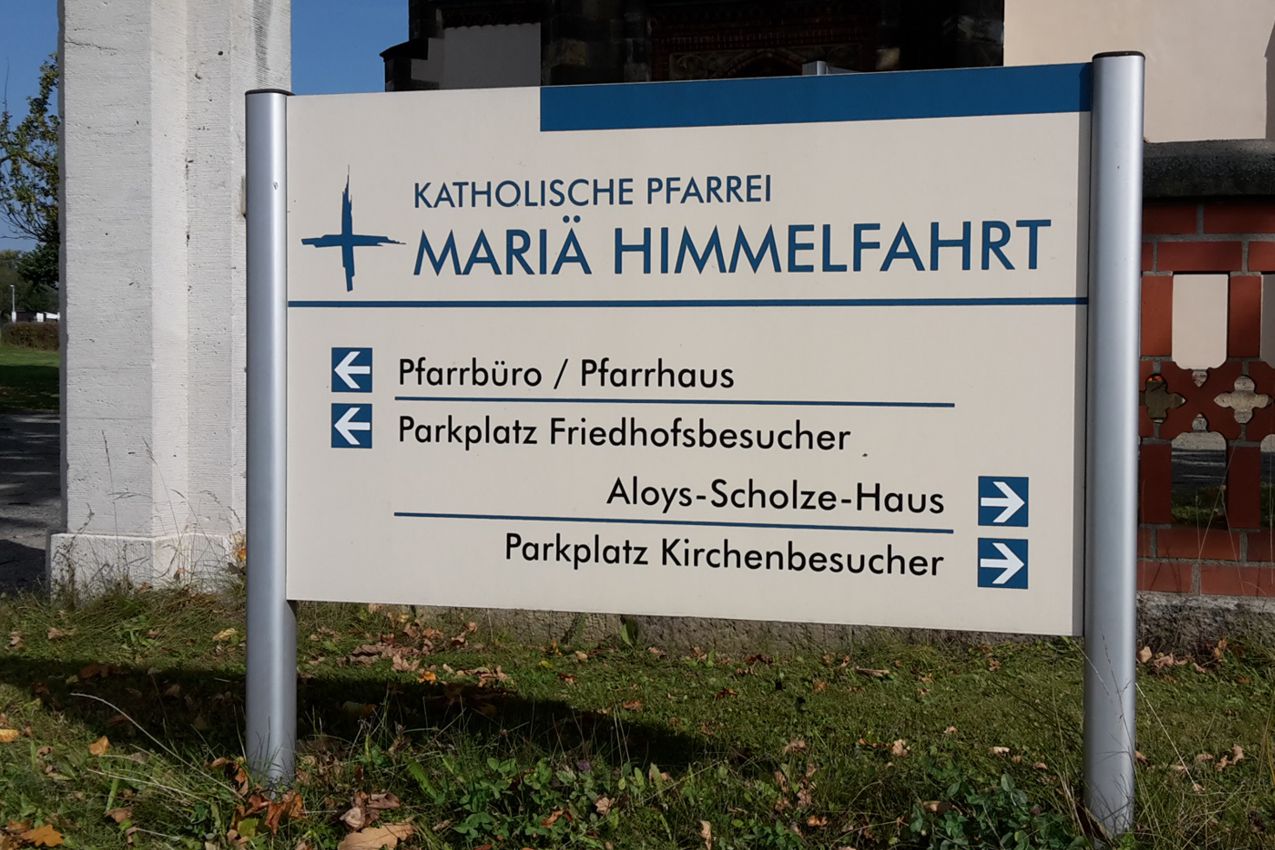 KATHOLISCHE PFARREI
MARIÄ HIMMELFAHRT
Pfarrbüro / Pfarrhaus
Parkplatz Friedhofsbesucher
Aloys-Scholze-Haus
Parkplatz Kirchenbesucher